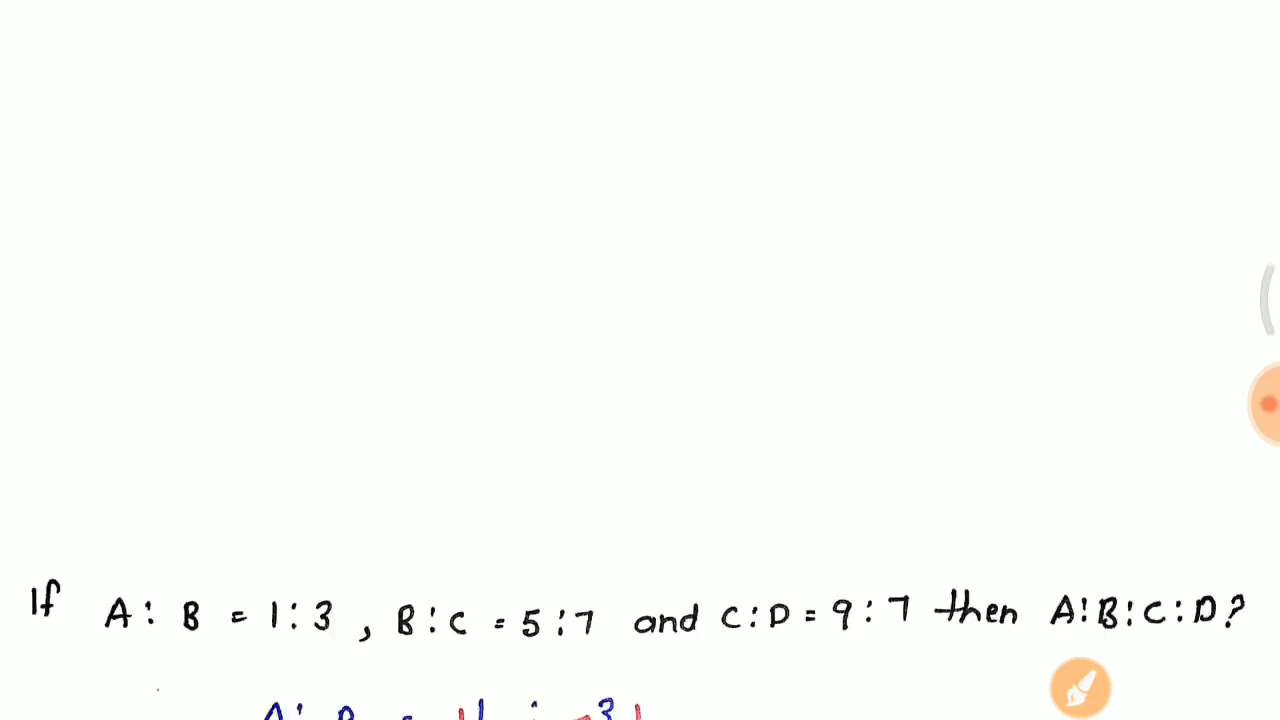 If A : B = 1 : 3 , B : C = 5 : 7 and C : D = 9 : 7 then A : B : C : D ?